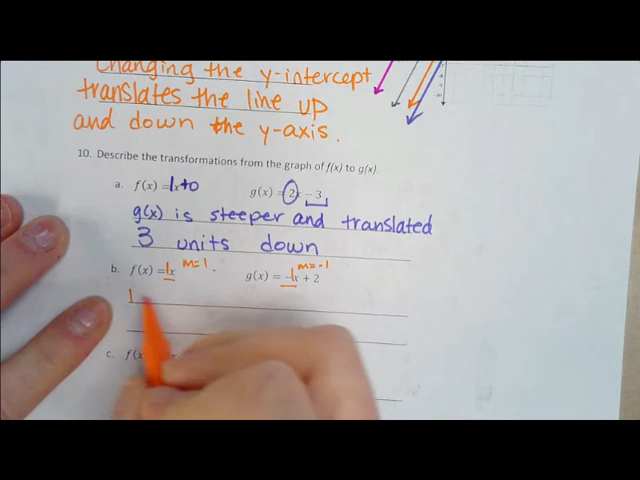 Changing the y-intercept
translates the line up
and down the y-axis.
10. Describe the transformations from the graph of f(x) to g(x).
a. f(x) = 1x+0 g(x) = 2x - 3
g(x) is steeper and translated
3 units down
b. f(x) = 1x m=1 g(x) = -1x + 2 m=-1
c. f(x